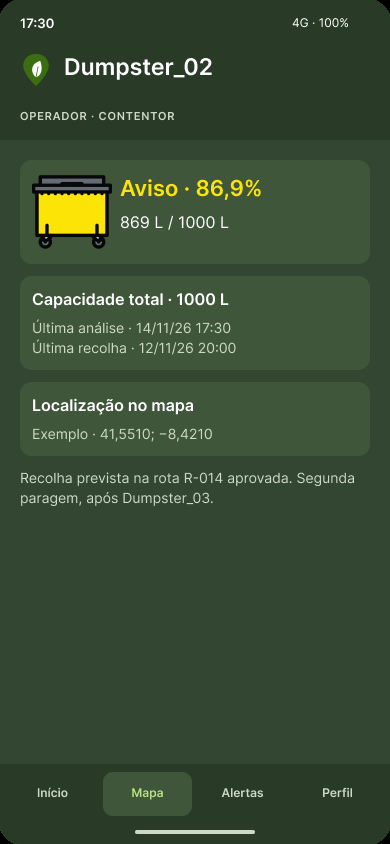 17:30
4G · 100%
Dumpster_02
OPERADOR · CONTENTOR
Aviso · 86,9%
869 L / 1000 L
Capacidade total · 1000 L
Última análise · 14/11/26 17:30
Última recolha · 12/11/26 20:00
Localização no mapa
Exemplo · 41,5510; −8,4210
Recolha prevista na rota R-014 aprovada. Segunda
paragem, após Dumpster_03.
Início
Mapa
Alertas
Perfil